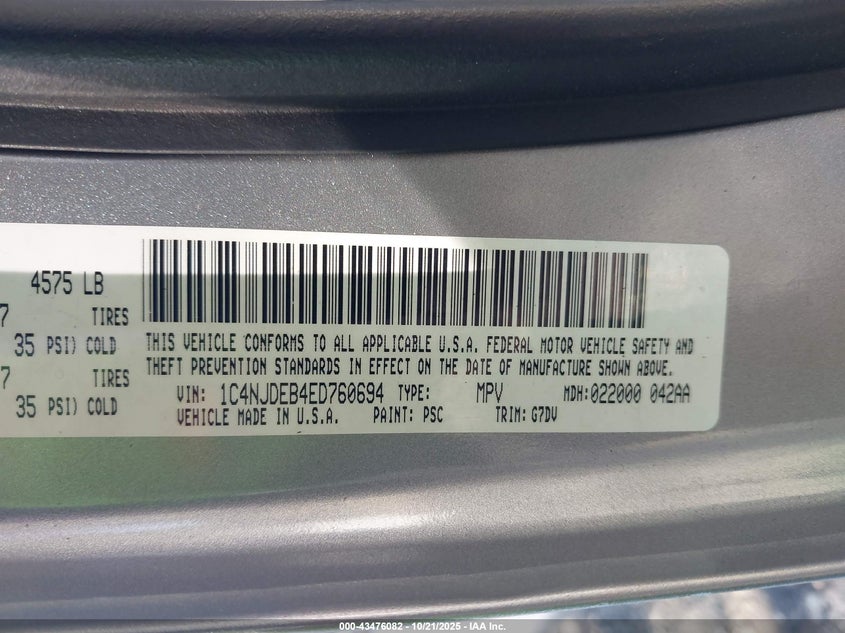 4575 LB
7 TIRES
35 PSI) COLD
7 TIRES
35 PSI) COLD
THIS VEHICLE CONFORMS TO ALL APPLICABLE U.S.A. FEDERAL MOTOR VEHICLE SAFETY AND
THEFT PREVENTION STANDARDS IN EFFECT ON THE DATE OF MANUFACTURE SHOWN ABOVE.
VIN: 1C4NJDEB4ED760694 TYPE: MPV MDH:022000 042AA
VEHICLE MADE IN U.S.A. PAINT: PSC TRIM: G7DV
000-43476082 - 10/21/2025 - IAA Inc.